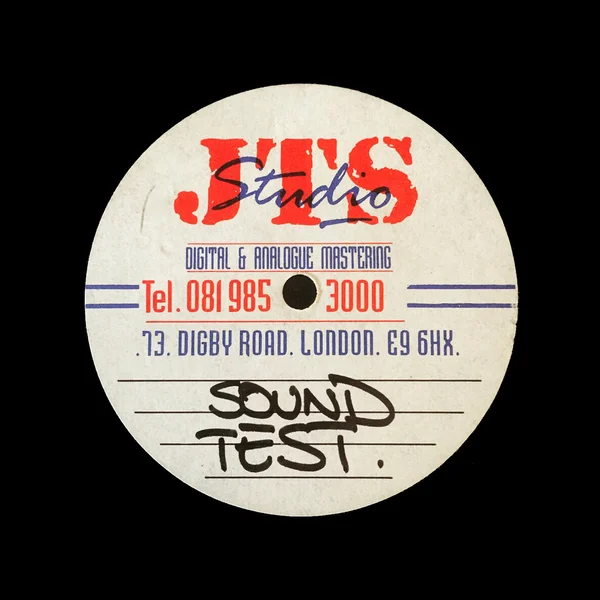 JTS
Studio
DIGITAL & ANALOGUE MASTERING
Tel. 081 985 3000
.73. DIGBY ROAD. LONDON. E9 6HX.
SOUND
TEST.